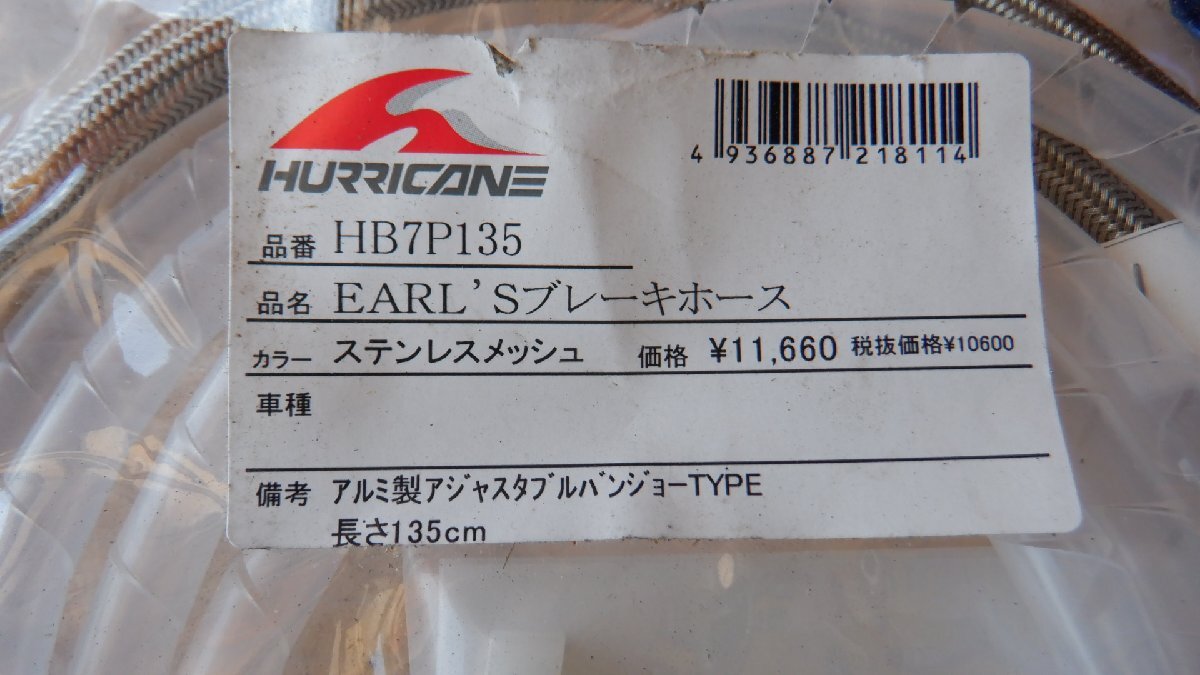 HURRICANE
4 936887 218114
品番 HB7P135
品名 EARL'Sブレーキホース
カラー ステンレスメッシュ 価格 ¥11,660 税抜価格¥10600
車種
備考 アルミ製アジャスタブルバンジョーTYPE
長さ135cm